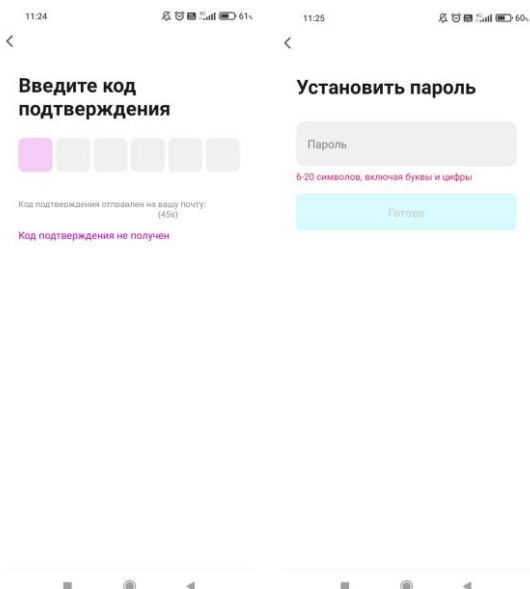 11:24
61%
Введите код
подтверждения
Код подтверждения отправлен на вашу почту:
(45s)
Код подтверждения не получен
11:25
60%
Установить пароль
Пароль
6-20 символов, включая буквы и цифры
Готово